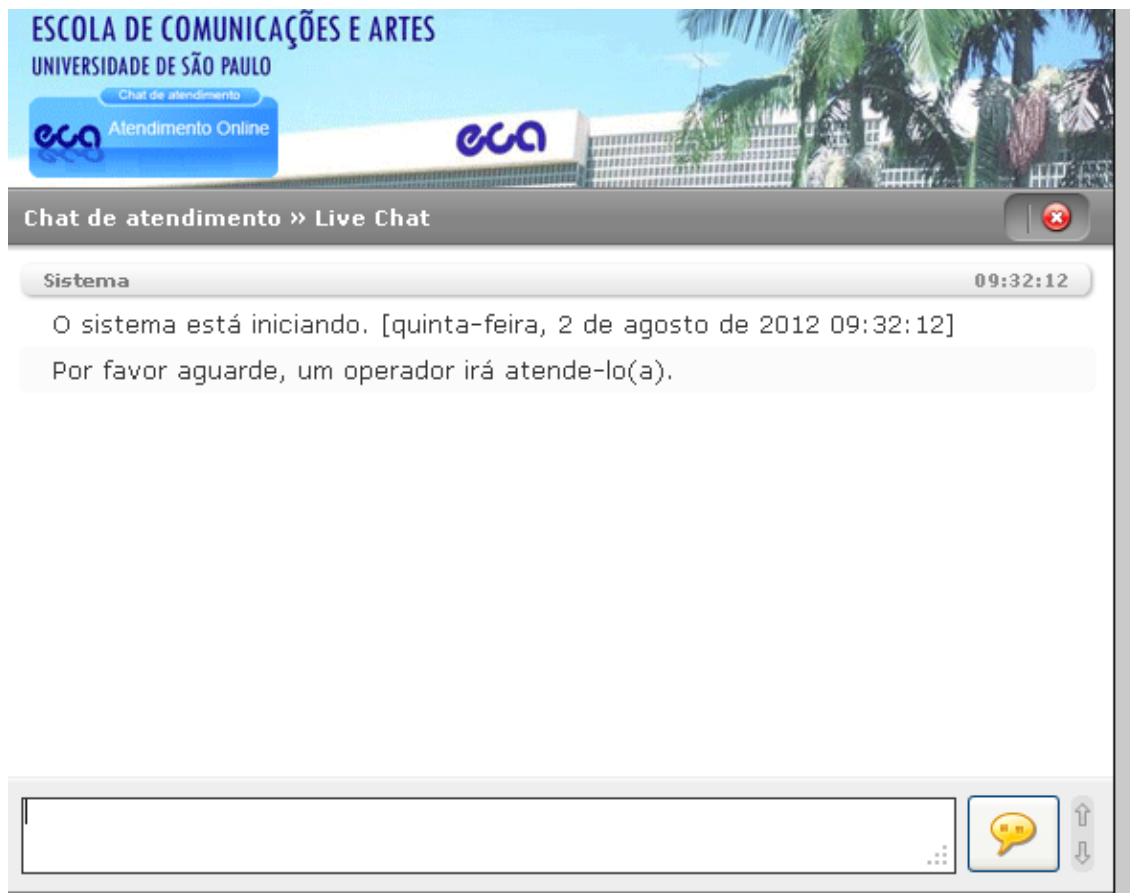 ESCOLA DE COMUNICAÇÕES E ARTES
UNIVERSIDADE DE SÃO PAULO
Chat de atendimento
eca Atendimento Online
eca
Chat de atendimento » Live Chat
Sistema 09:32:12
O sistema está iniciando. [quinta-feira, 2 de agosto de 2012 09:32:12]
Por favor aguarde, um operador irá atende-lo(a).